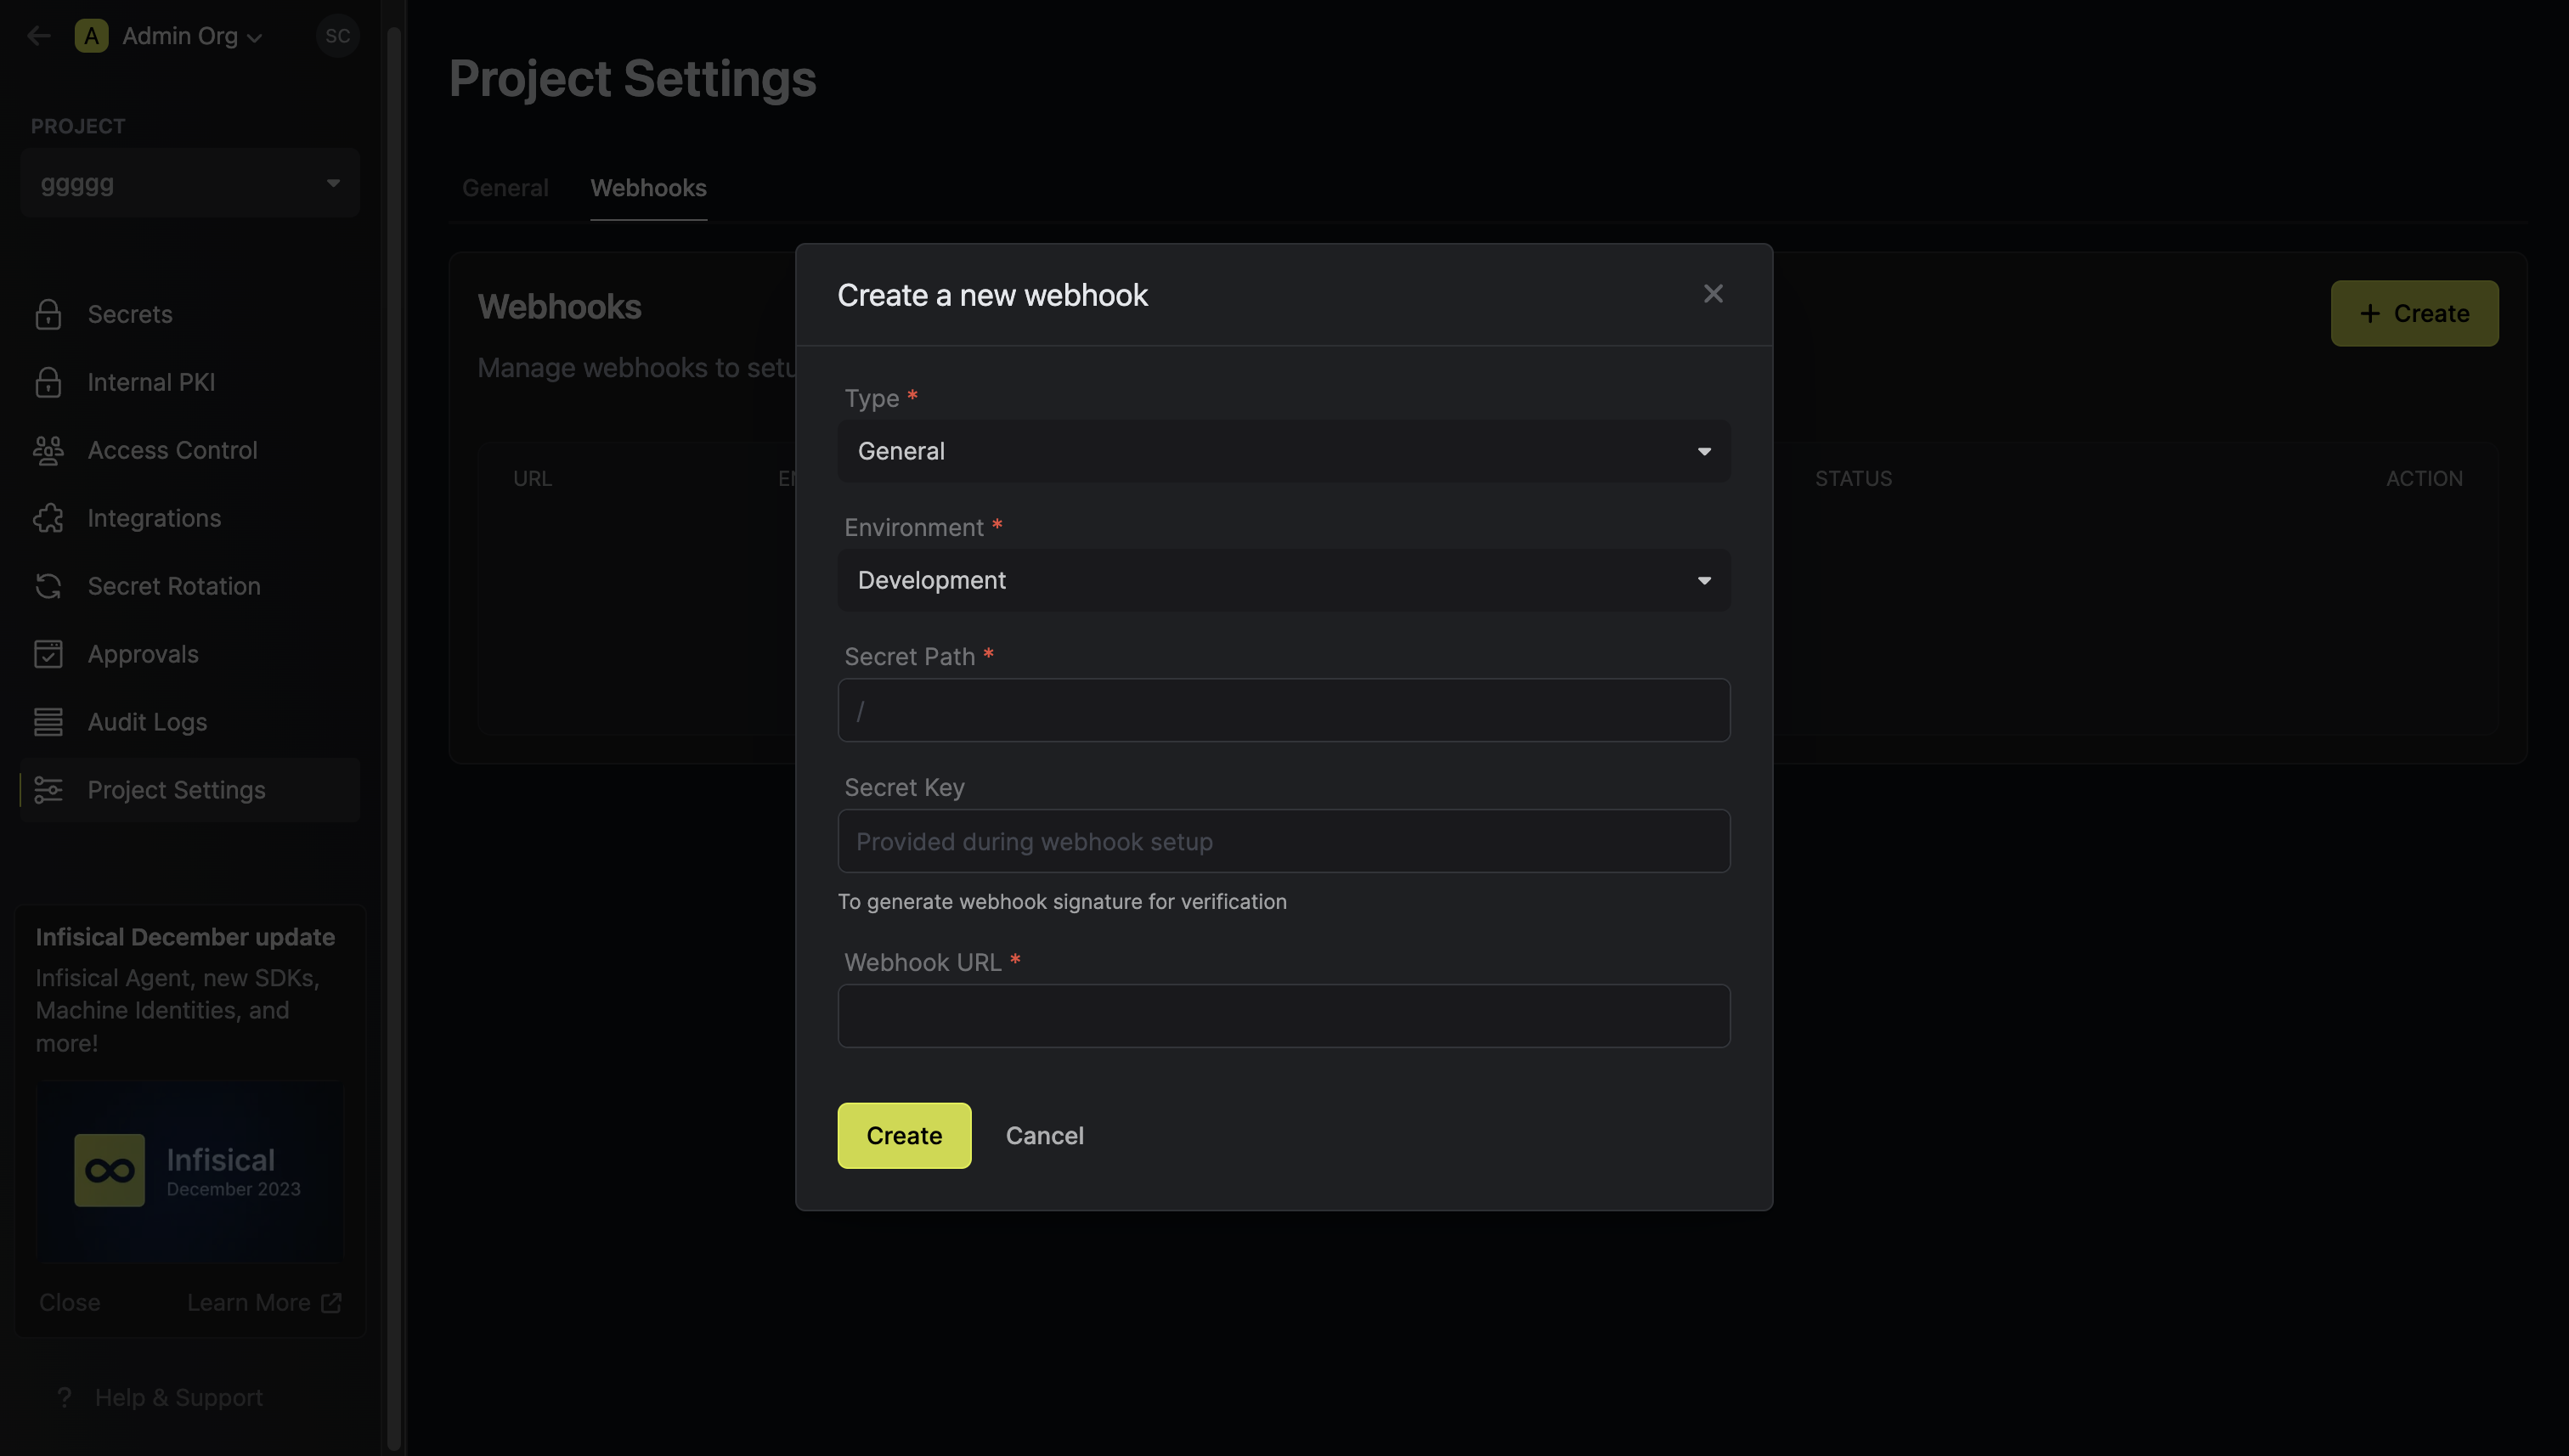 A Admin Org
SC
PROJECT
ggggg
Secrets
Internal PKI
Access Control
Integrations
Secret Rotation
Approvals
Audit Logs
Project Settings
Infisical December update
Infisical Agent, new SDKs,
Machine Identities, and
more!
Infisical
December 2023
Close
Learn More
? Help & Support
Project Settings
General
Webhooks
Webhooks
Manage webhooks to setu
+ Create
URL
STATUS
ACTION
Create a new webhook
Type *
General
Environment *
Development
Secret Path *
/
Secret Key
Provided during webhook setup
To generate webhook signature for verification
Webhook URL *
Create
Cancel